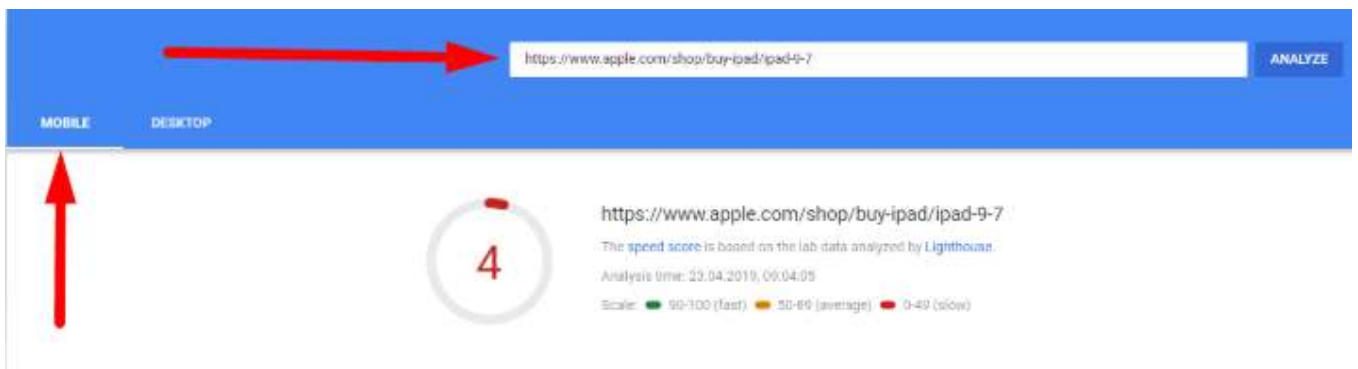 https://www.apple.com/shop/buy-ipad/ipad-9-7
ANALYZE
MOBILE
DESKTOP
4
https://www.apple.com/shop/buy-ipad/ipad-9-7
The speed score is based on the lab data analyzed by Lighthouse.
Analysis time: 23.04.2019, 09:04:05
Scale: 90-100 (fast) 50-89 (average) 0-49 (slow)